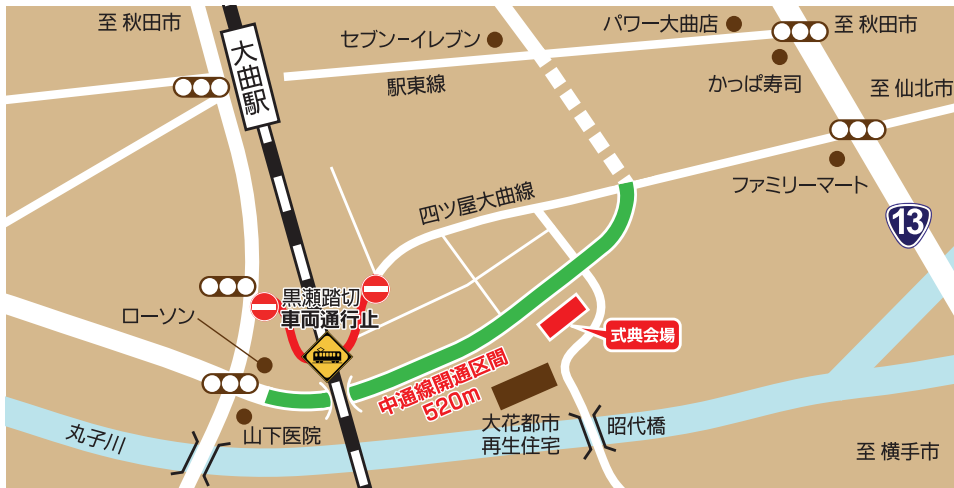 至 秋田市
大曲駅
セブン-イレブン
パワー大曲店
至 秋田市
かっぱ寿司
駅東線
至 仙北市
ファミリーマート
四ツ屋大曲線
13
黒瀬踏切
車両通行止
ローソン
式典会場
中通線開通区間
520m
山下医院
大花都市
再生住宅
昭代橋
丸子川
至 横手市